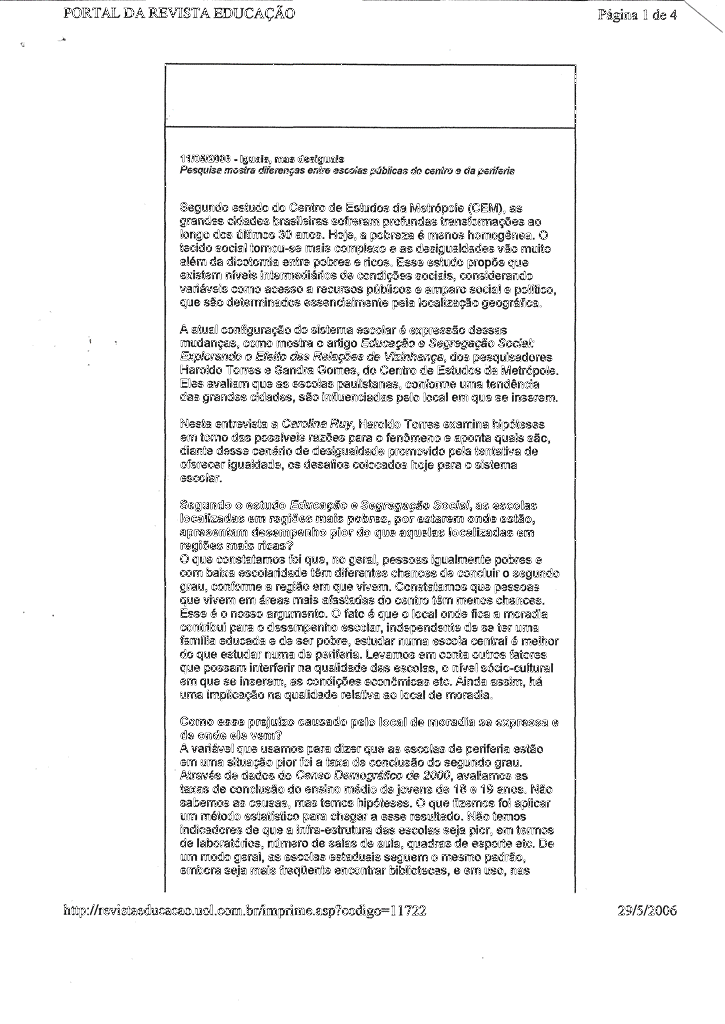 PORTAL DA REVISTA EDUCAÇÃO
Página 1 de 4
- Iguais, mas desiguais
Pesquisa mostra diferenças entre escolas públicas do centro e da periferia
Segundo estudo do Centro de Estudos da Metrópole (CEM), as
grandes cidades brasileiras sofreram profundas transformações ao
longo dos últimos 30 anos. Hoje, a pobreza é menos homogênea. O
tecido social tornou-se mais complexo e as desigualdades vão muito
além da dicotomia entre pobres e ricos. Esse estudo propõe que
existem níveis intermediários de condições sociais, considerando
variáveis como acesso a recursos públicos e amparo social e político,
que são determinados essencialmente pela localização geográfica.
A atual configuração do sistema escolar é expressão dessas
mudanças, como mostra o artigo Educação e Segregação Social:
Explorando o Efeito das Relações de Vizinhança, dos pesquisadores
Haroldo Torres e Sandra Gomes, do Centro de Estudos da Metrópole.
Eles avaliam que as escolas paulistanas, conforme uma tendência
das grandes cidades, são influenciadas pelo local em que se inserem.
Nesta entrevista a Carolina Ruy, Haroldo Torres examina hipóteses
em torno das possíveis razões para o fenômeno e aponta quais são,
diante desse cenário de desigualdade promovido pela tentativa de
oferecer igualdade, os desafios colocados hoje para o sistema
escolar.
Segundo o estudo Educação e Segregação Social, as escolas
localizadas em regiões mais pobres, por estarem onde estão,
apresentam desempenho pior do que aquelas localizadas em
regiões mais ricas?
O que constatamos foi que, no geral, pessoas igualmente pobres e
com baixa escolaridade têm diferentes chances de concluir o segundo
grau, conforme a região em que vivem. Constatamos que pessoas
que vivem em áreas mais afastadas do centro têm menos chances.
Esse é o nosso argumento. O fato é que o local onde fica a moradia
contribui para o desempenho escolar, independente de se ter uma
família educada e de ser pobre, estudar numa escola central é melhor
do que estudar numa de periferia. Levamos em conta outros fatores
que possam interferir na qualidade das escolas, o nível sócio-cultural
em que se inserem, as condições econômicas etc. Ainda assim, há
uma implicação na qualidade relativa ao local de moradia.
Como esse prejuízo causado pelo local de moradia se expressa e
de onde ele vem?
A variável que usamos para dizer que as escolas de periferia estão
em uma situação pior foi a taxa de conclusão do segundo grau.
Através de dados do Censo Demográfico de 2000, avaliamos as
taxas de conclusão do ensino médio de jovens de 18 e 19 anos. Não
sabemos as causas, mas temos hipóteses. O que fizemos foi aplicar
um método estatístico para chegar a esse resultado. Não temos
indicadores de que a infra-estrutura das escolas seja pior, em termos
de laboratórios, número de salas de aula, quadras de esporte etc. De
um modo geral, as escolas estaduais seguem o mesmo padrão,
embora seja mais freqüente encontrar bibliotecas, e em uso, nas
http://revistaeducacao.uol.com.br/imprime.asp?codigo=11722
29/5/2006